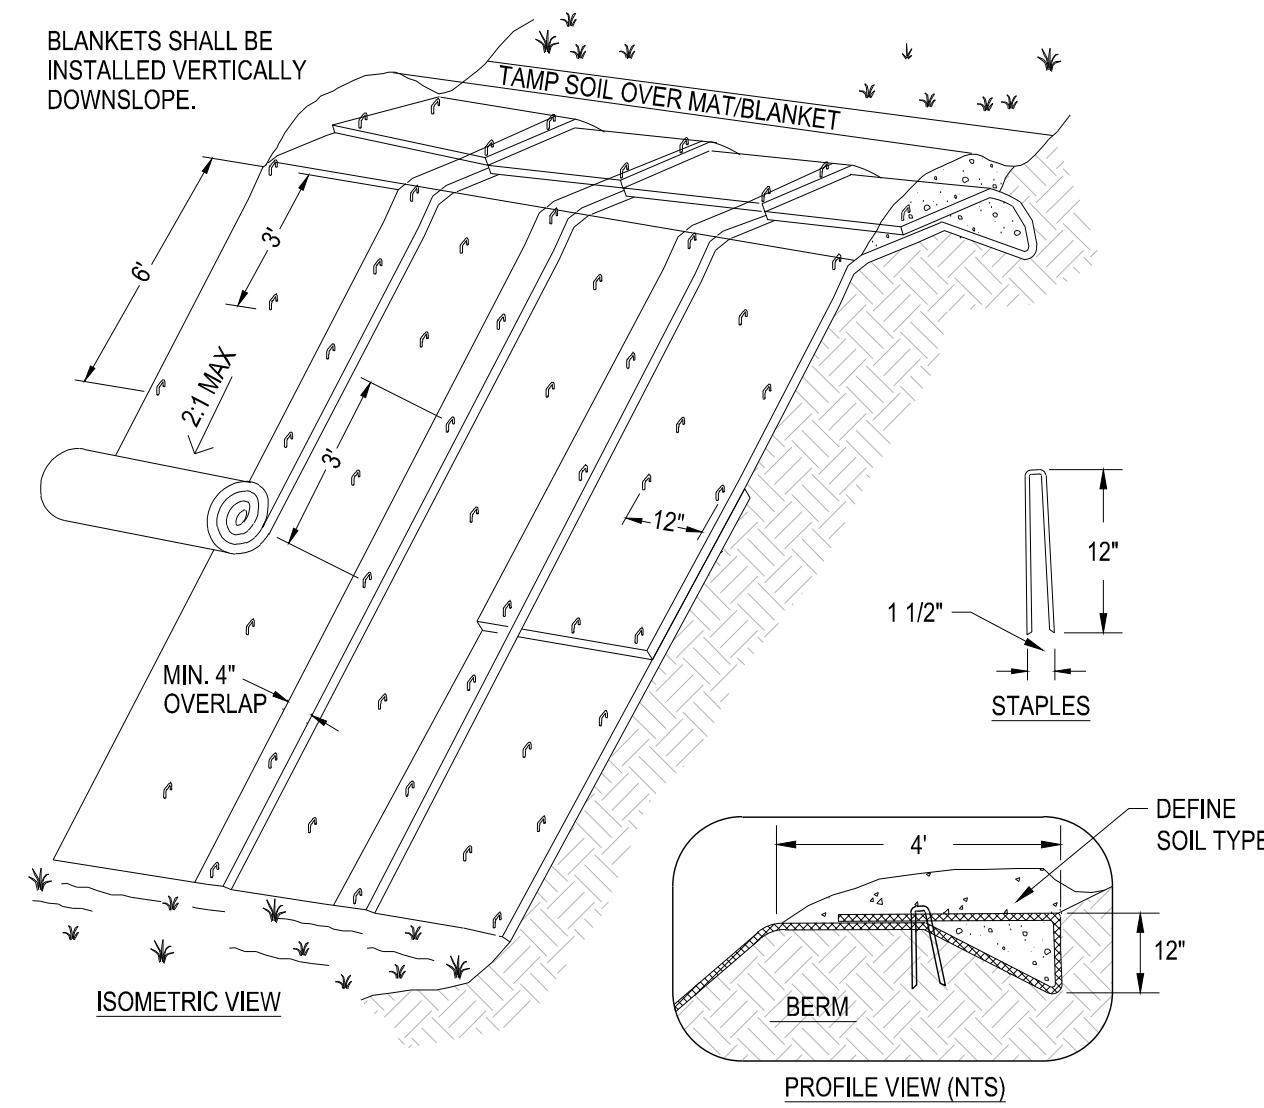 BLANKETS SHALL BE
INSTALLED VERTICALLY
DOWNSLOPE.
TAMP SOIL OVER MAT/BLANKET
6'
3'
2:1 MAX
3'
12"
MIN. 4"
OVERLAP
ISOMETRIC VIEW
12"
1 1/2"
STAPLES
DEFINE
SOIL TYPE
4'
12"
BERM
PROFILE VIEW (NTS)